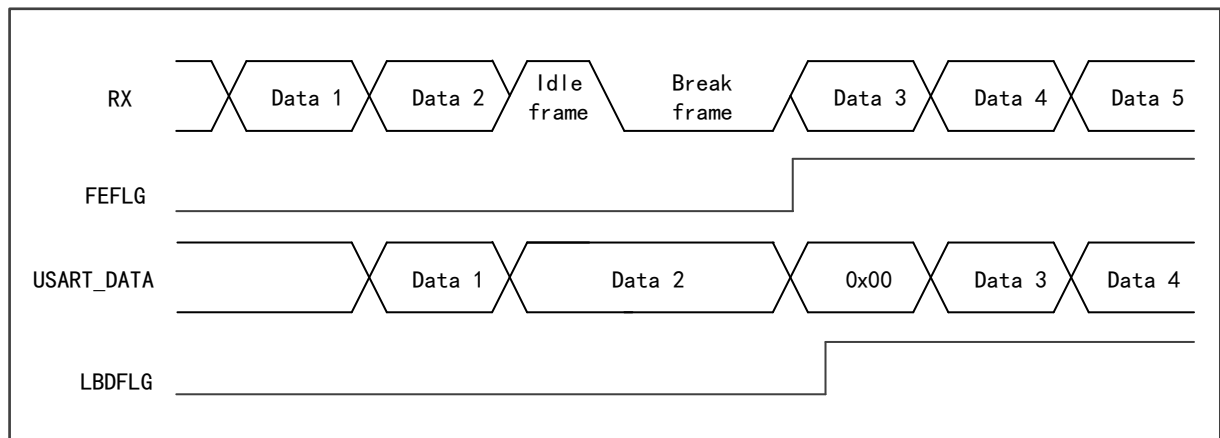 RX
Data 1
Data 2
Idle
frame
Break
frame
Data 3
Data 4
Data 5
FEFLG
USART_DATA
Data 1
Data 2
0x00
Data 3
Data 4
LBDFLG